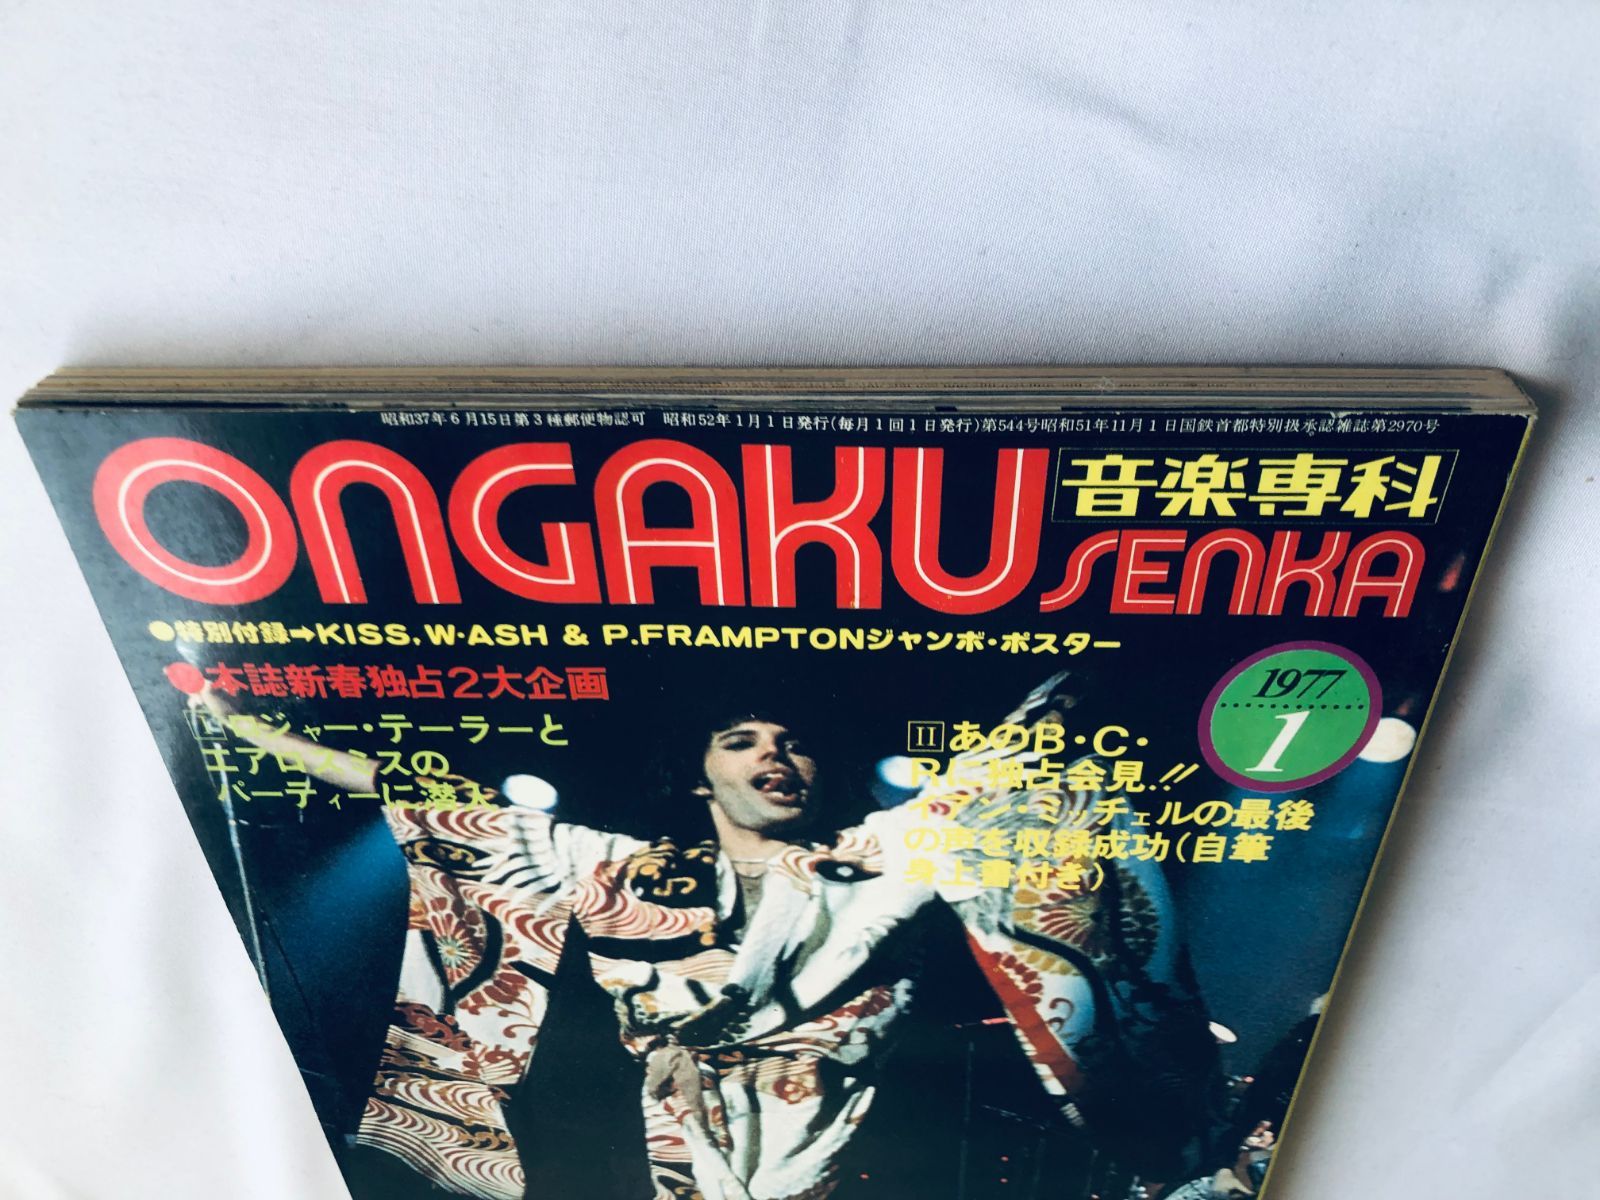 昭和37年6月15日第3種郵便物認可 昭和52年1月1日発行(毎月1回1日発行)第544号昭和51年11月1日国鉄首都特別扱承認雑誌第2970号
ONGAKU
音楽専科
SENKA
●特別付録→KISS, W・ASH & P.FRAMPTONジャンボ・ポスター
●本誌新春独占2大企画
1977
1
I ロジャー・テーラーと
エアロスミスの
パーティーに潜入
II あのB・C・
Rに独占会見!!
イアン・ミッチェルの最後
の声を収録成功(自筆
身上書付き)